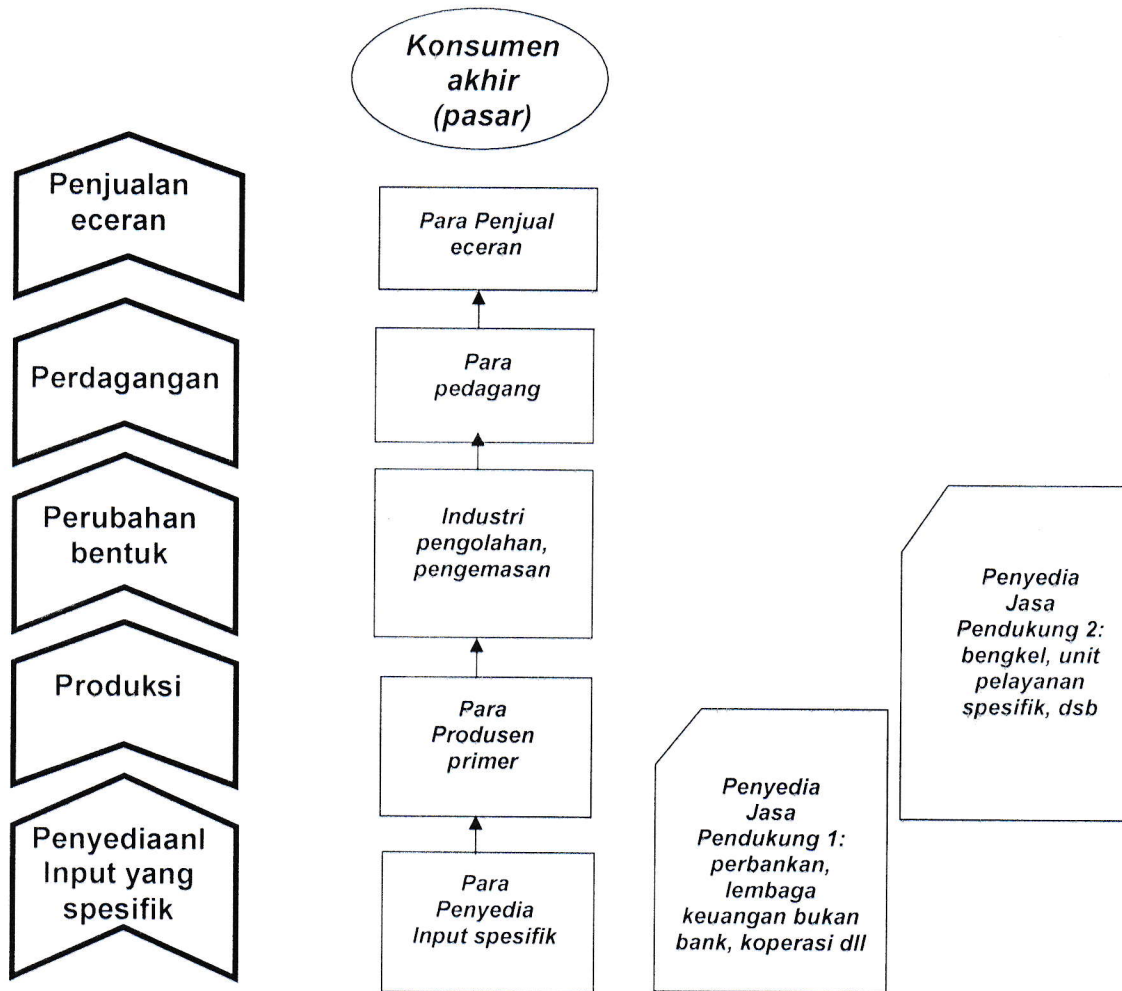 Konsumen
akhir
(pasar)
Penjualan
eceran
Para Penjual
eceran
Perdagangan
Para
pedagang
Perubahan
bentuk
Industri
pengolahan,
pengemasan
Penyedia
Jasa
Pendukung 2:
bengkel, unit
pelayanan
spesifik, dsb
Produksi
Para
Produsen
primer
Penyedia
Jasa
Pendukung 1:
perbankan,
lembaga
keuangan bukan
bank, koperasi dll
Penyediaanl
Input yang
spesifik
Para
Penyedia
Input spesifik